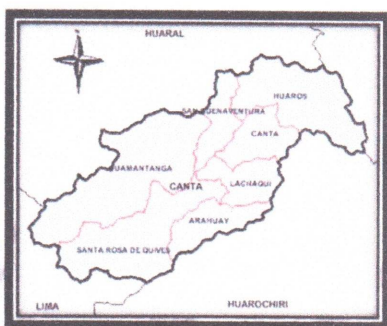 HUARAL
HUAROS
SAN BUENAVENTURA
CANTA
HUAMANTANGA
LACHAQUI
CANTA
ARAHUAY
SANTA ROSA DE QUIVES
LIMA
HUAROCHIRI